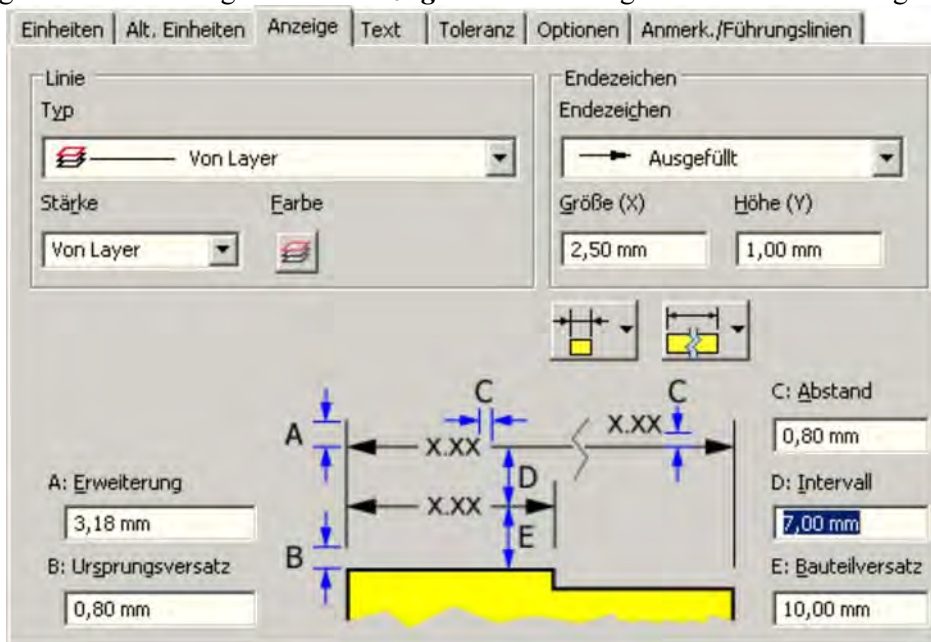 Einheiten Alt. Einheiten Anzeige Text Toleranz Optionen Anmerk./Führungslinien
Linie
Typ
Von Layer
Stärke Farbe
Von Layer
Endezeichen
Endezeichen
Ausgefüllt
Größe (X) Höhe (Y)
2,50 mm 1,00 mm
A: Erweiterung
3,18 mm
B: Ursprungsversatz
0,80 mm
C C
A X.XX X.XX
D
X.XX
B E
C: Abstand
0,80 mm
D: Intervall
7,00 mm
E: Bauteilversatz
10,00 mm